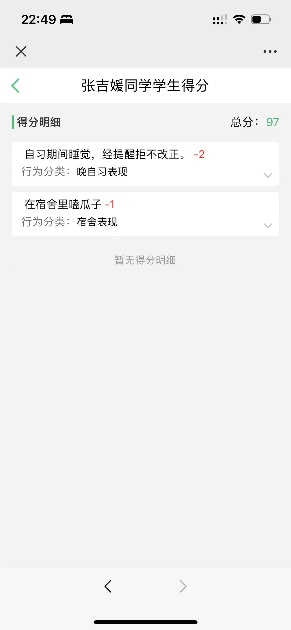 22:49
张吉媛同学学生得分
得分明细 总分：97
自习期间睡觉，经提醒拒不改正。 -2
行为分类：晚自习表现
在宿舍里嗑瓜子 -1
行为分类：宿舍表现
暂无得分明细